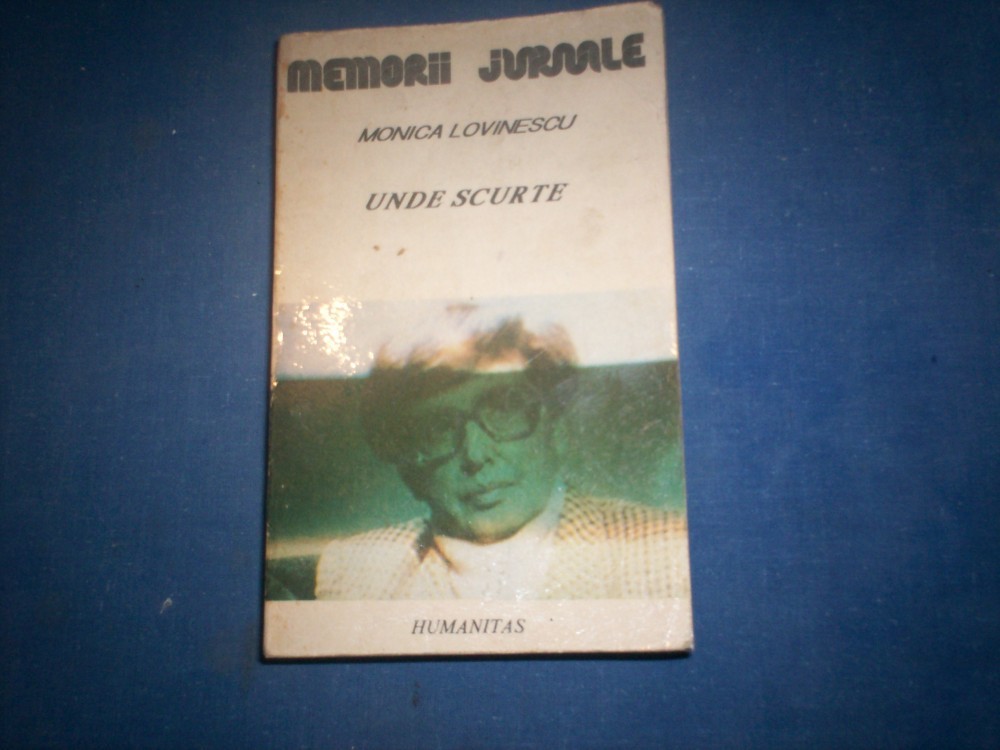 MEMORII JURNALE
MONICA LOVINESCU
UNDE SCURTE
HUMANITAS